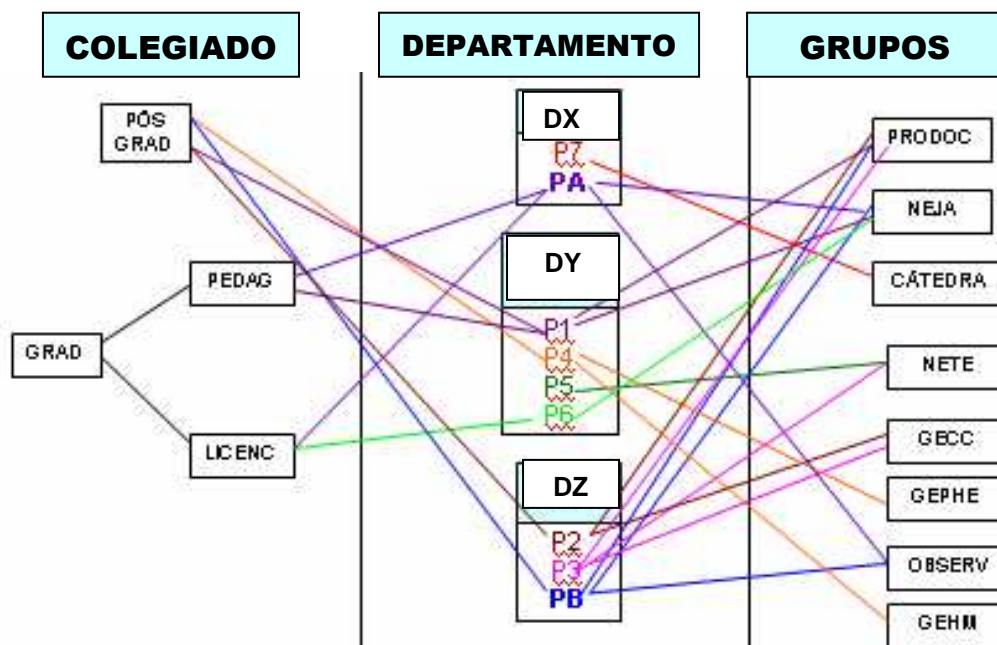 COLEGIADO
DEPARTAMENTO
GRUPOS
PÓS
GRAD
PEDAG
GRAD
LICENC
DX
P7
PA
DY
P1
P4
P5
P6
DZ
P2
P3
PB
PRODOC
NEJA
CÁTEDRA
NETE
GECC
GEPHE
OBSERV
GEHM